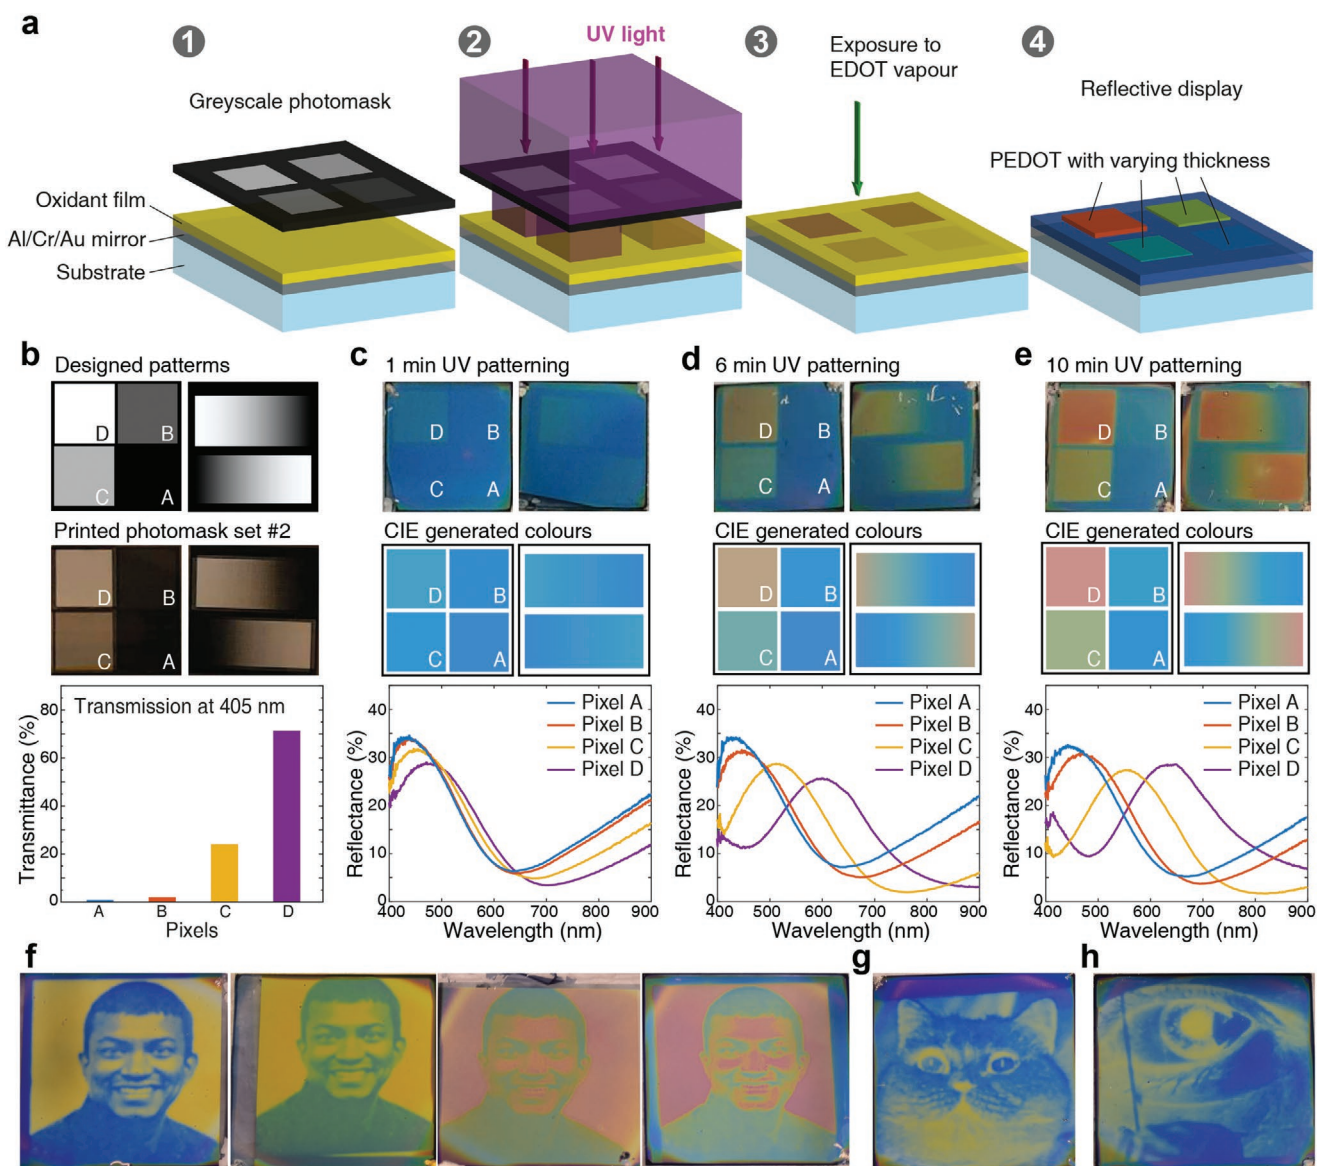 a
1
2
3
4
UV light
Greyscale photomask
Exposure to
EDOT vapour
Reflective display
PEDOT with varying thickness
Oxidant film
Al/Cr/Au mirror
Substrate
b
Designed patterms
D
B
C
A
Printed photomask set #2
D
B
C
A
Transmission at 405 nm
Transmittance (%)
80
60
40
20
0
A
B
C
D
Pixels
c
1 min UV patterning
D
B
C
A
CIE generated colours
D
B
C
A
Reflectance (%)
40
30
20
10
0
Pixel A
Pixel B
Pixel C
Pixel D
400
500
600
700
800
900
Wavelength (nm)
d
6 min UV patterning
D
B
C
A
CIE generated colours
D
B
C
A
Reflectance (%)
40
30
20
10
0
Pixel A
Pixel B
Pixel C
Pixel D
400
500
600
700
800
900
Wavelength (nm)
e
10 min UV patterning
D
B
C
A
CIE generated colours
D
B
C
A
Reflectance (%)
40
30
20
10
0
Pixel A
Pixel B
Pixel C
Pixel D
400
500
600
700
800
900
Wavelength (nm)
f
g
h